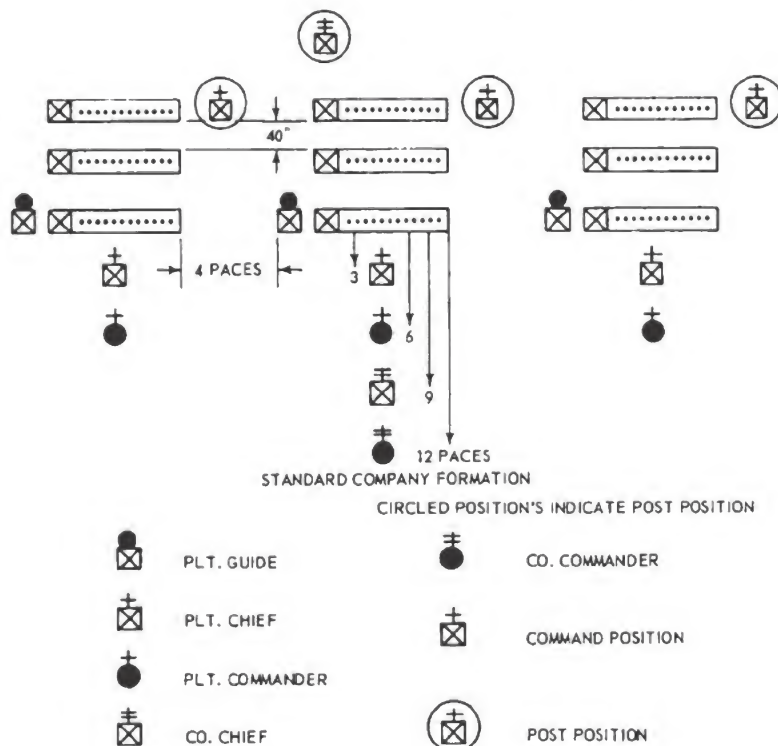 40"
4 PACES
3
6
9
12 PACES
STANDARD COMPANY FORMATION
CIRCLED POSITION'S INDICATE POST POSITION
PLT. GUIDE
CO. COMMANDER
PLT. CHIEF
COMMAND POSITION
PLT. COMMANDER
CO. CHIEF
POST POSITION